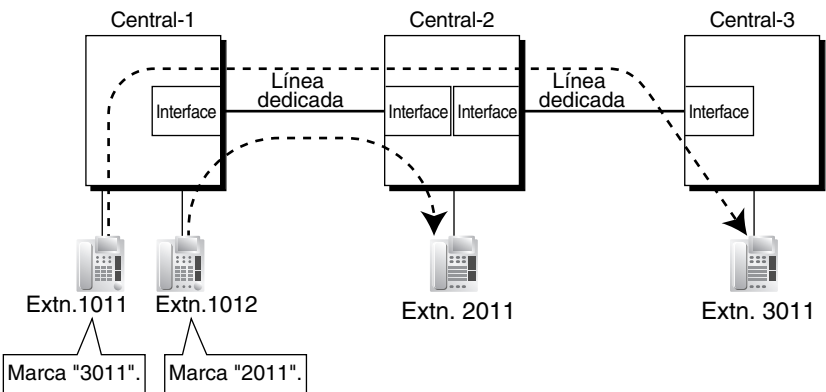 Central-1
Central-2
Central-3
Línea
dedicada
Línea
dedicada
Interface
Interface
Interface
Interface
Extn.1011
Extn.1012
Extn. 2011
Extn. 3011
Marca "3011".
Marca "2011".